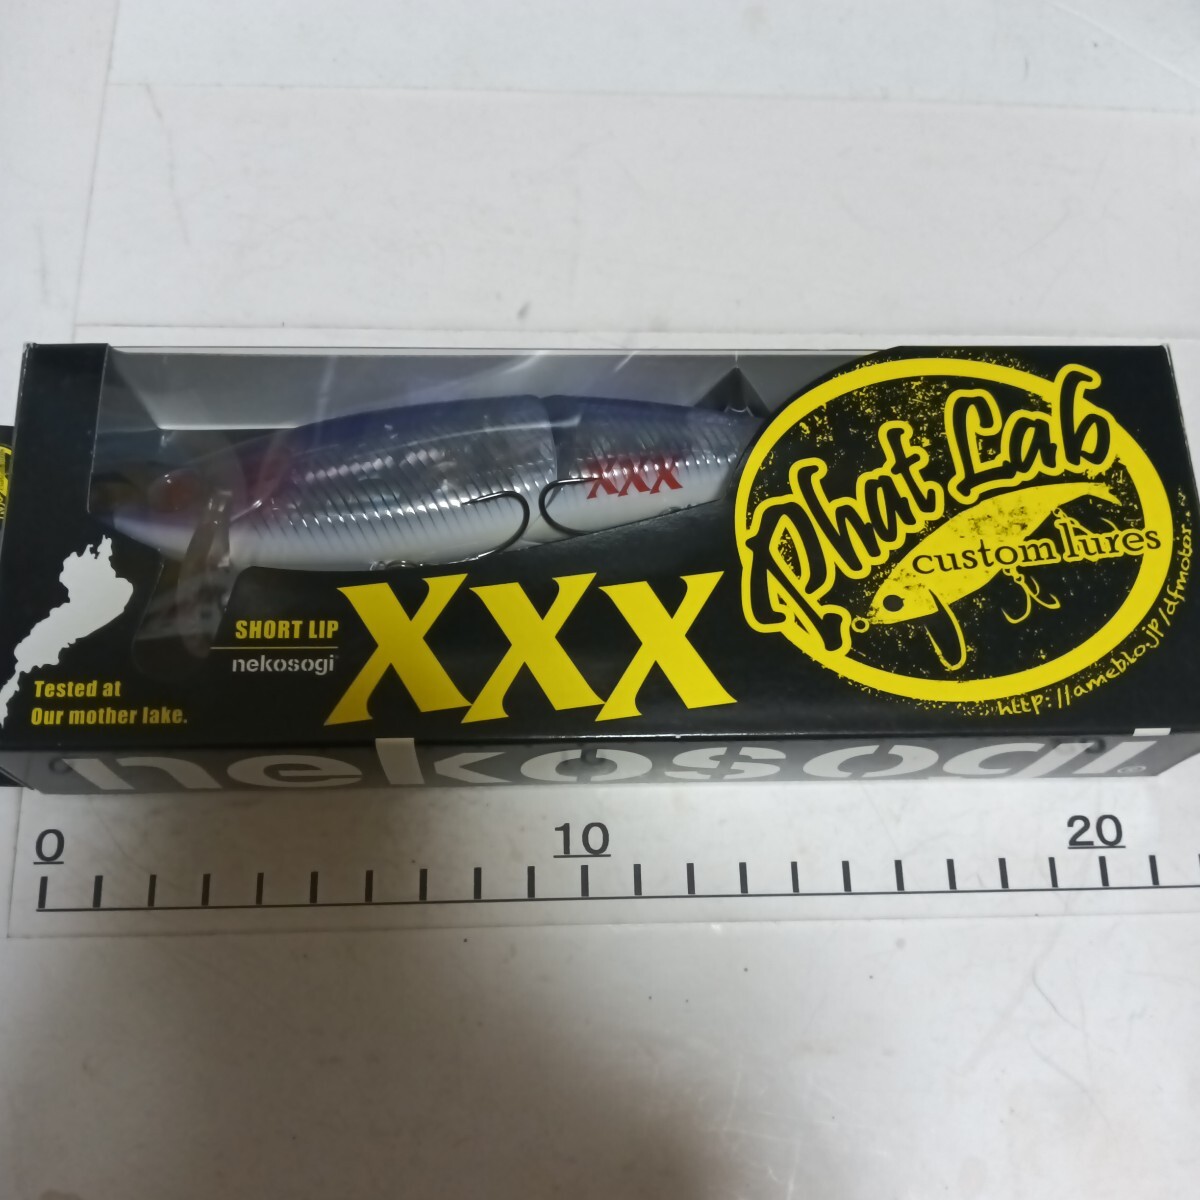 XXX
Phat Lab
custom lures
http://ameblo.jp/dfmotor.
SHORT LIP
nekosogi
XXX
Tested at
Our mother lake.
nekosogi®
0 10 20